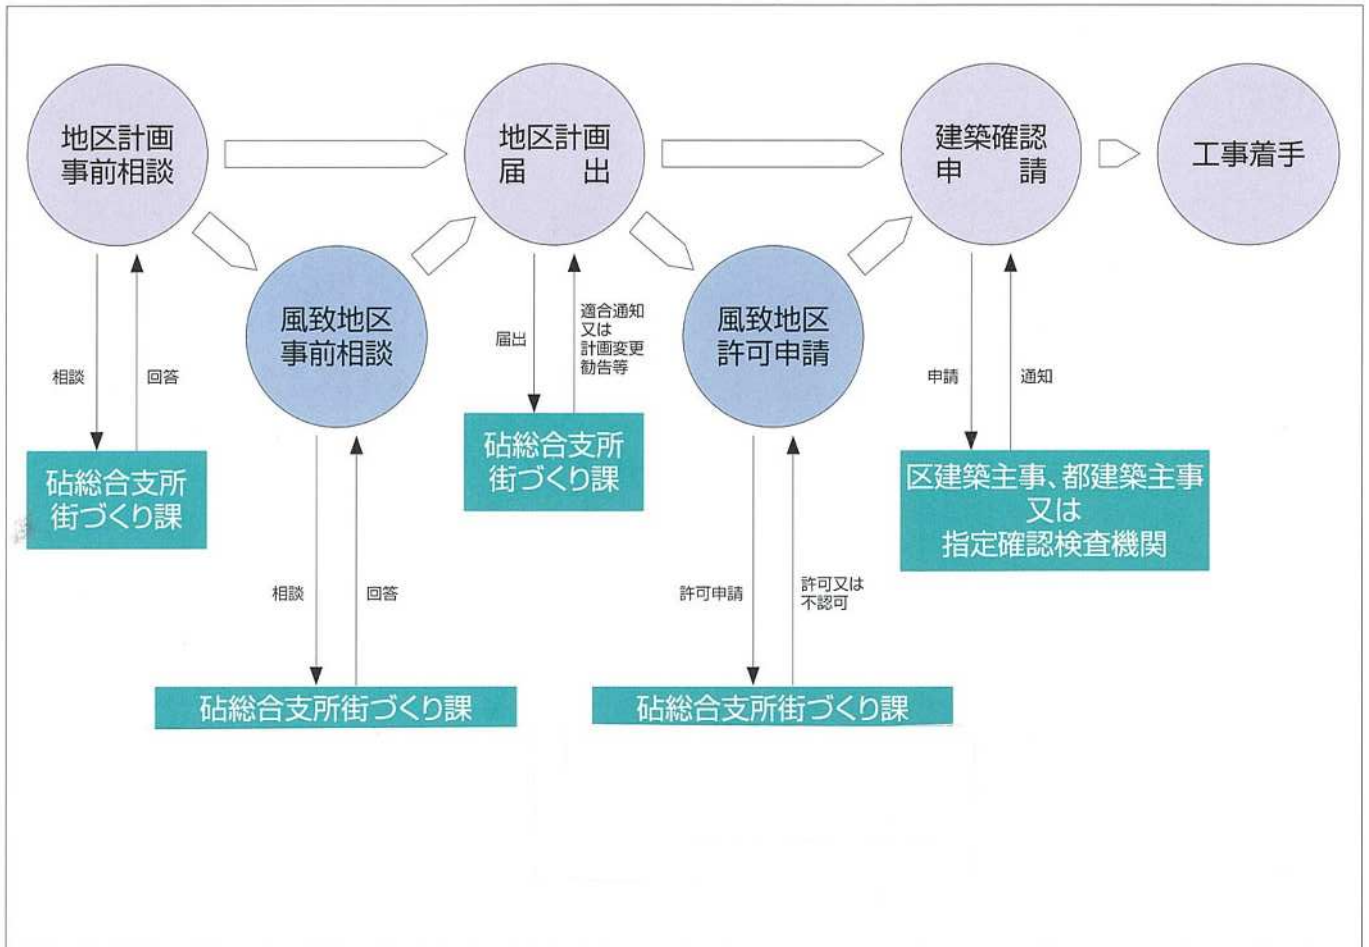 地区計画
事前相談
地区計画
届　　出
建築確認
申　　請
工事着手
風致地区
事前相談
風致地区
許可申請
相談
回答
届出
適合通知
又は
計画変更
勧告等
申請
通知
砧総合支所
街づくり課
砧総合支所
街づくり課
区建築主事、都建築主事
又は
指定確認検査機関
相談
回答
許可申請
許可又は
不認可
砧総合支所街づくり課
砧総合支所街づくり課